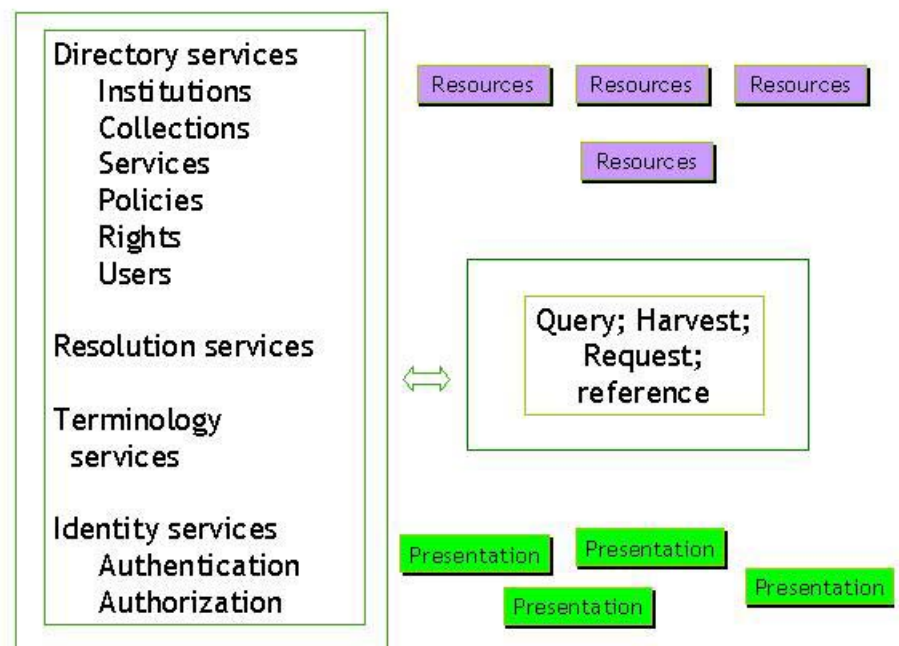 Directory services
Institutions
Collections
Services
Policies
Rights
Users
Resolution services
Terminology
services
Identity services
Authentication
Authorization
Resources
Resources
Resources
Resources
Query; Harvest;
Request;
reference
Presentation
Presentation
Presentation
Presentation